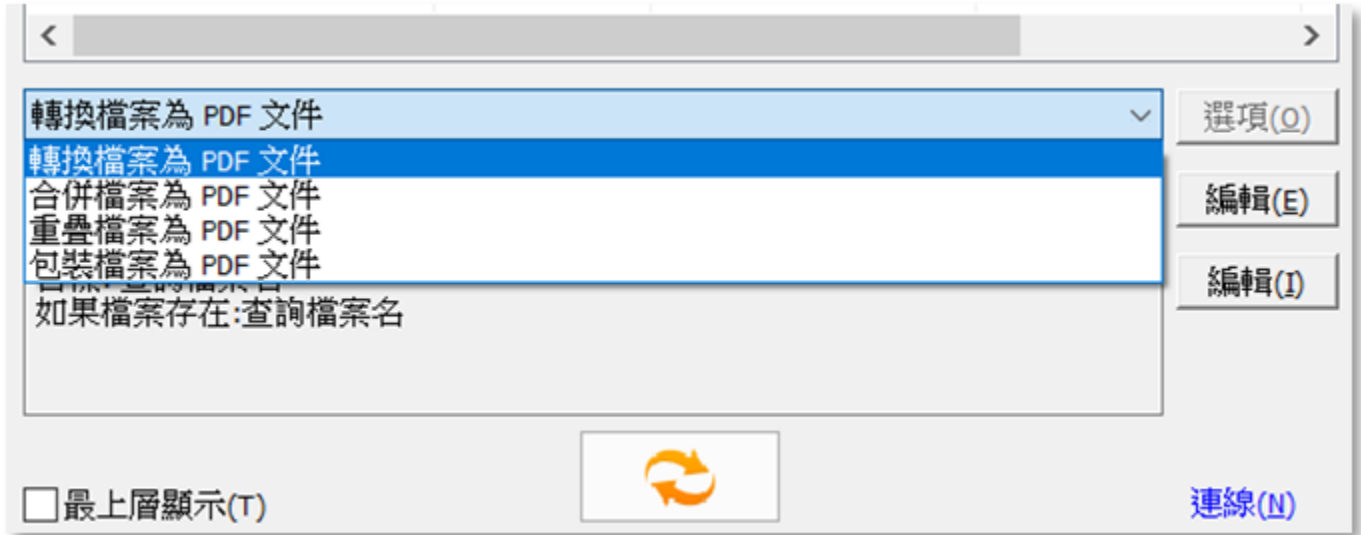 轉換檔案為 PDF 文件
選項(O)
轉換檔案為 PDF 文件
合併檔案為 PDF 文件
編輯(E)
重疊檔案為 PDF 文件
包裝檔案為 PDF 文件
編輯(I)
如果檔案存在:查詢檔案名
最上層顯示(T)
連線(N)